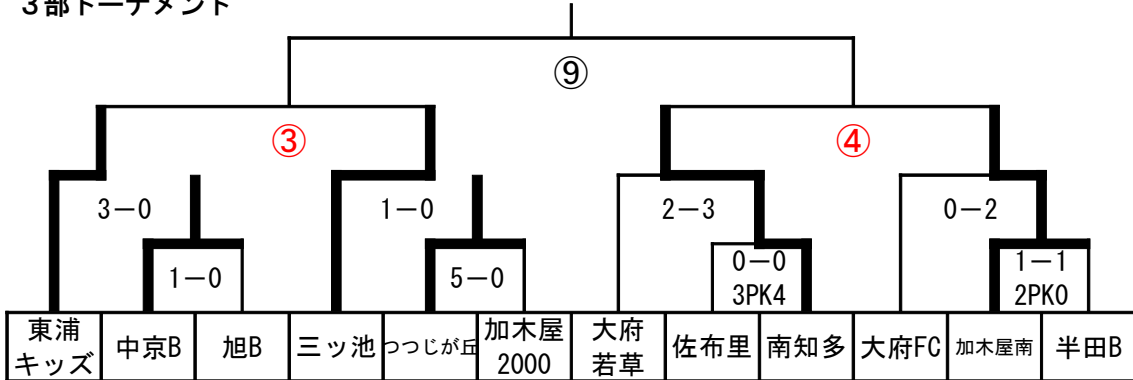 ３部トーナメント
⑨
③
④
3－0
1－0
2－3
0－2
1－0
5－0
0－0
3PK4
1－1
2PK0
東浦
キッズ
中京B
旭B
三ッ池
つつじが丘
加木屋
2000
大府
若草
佐布里
南知多
大府FC
加木屋南
半田B